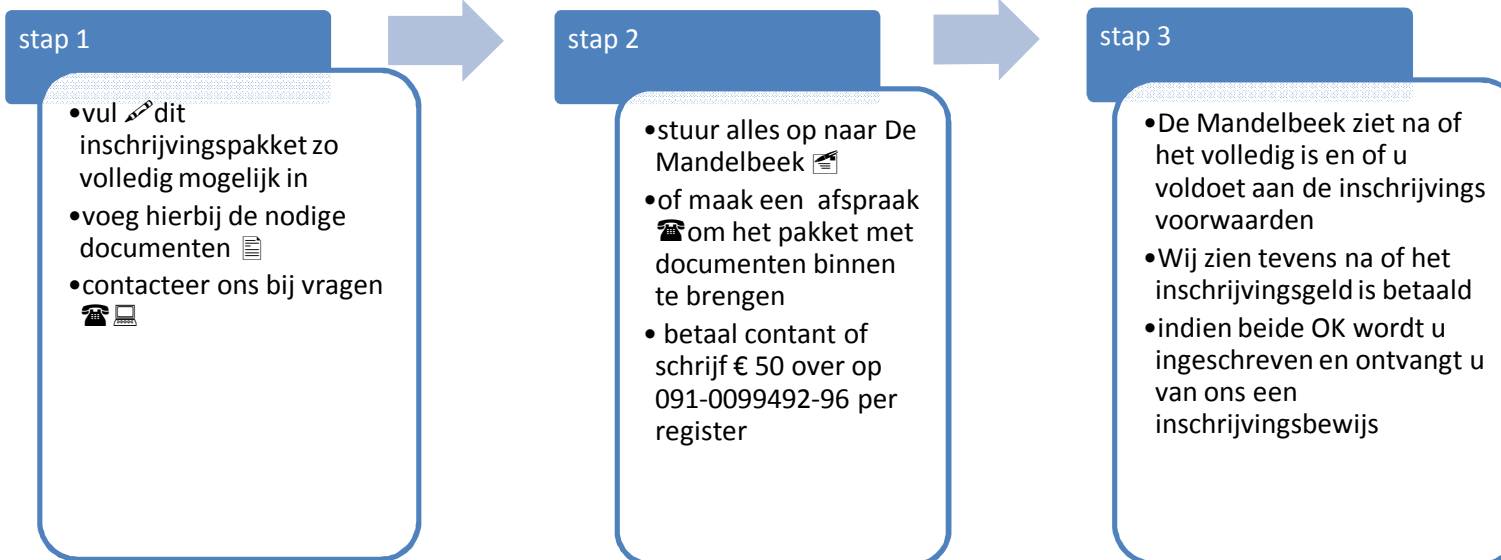 stap 1
•vul 🖉dit
inschrijvingspakket zo
volledig mogelijk in
•voeg hierbij de nodige
documenten 🗎
•contacteer ons bij vragen
☎💻
stap 2
•stuur alles op naar De
Mandelbeek 🖅
•of maak een afspraak
☎om het pakket met
documenten binnen
te brengen
• betaal contant of
schrijf € 50 over op
091-0099492-96 per
register
stap 3
•De Mandelbeek ziet na of
het volledig is en of u
voldoet aan de inschrijvings
voorwaarden
•Wij zien tevens na of het
inschrijvingsgeld is betaald
•indien beide OK wordt u
ingeschreven en ontvangt u
van ons een
inschrijvingsbewijs